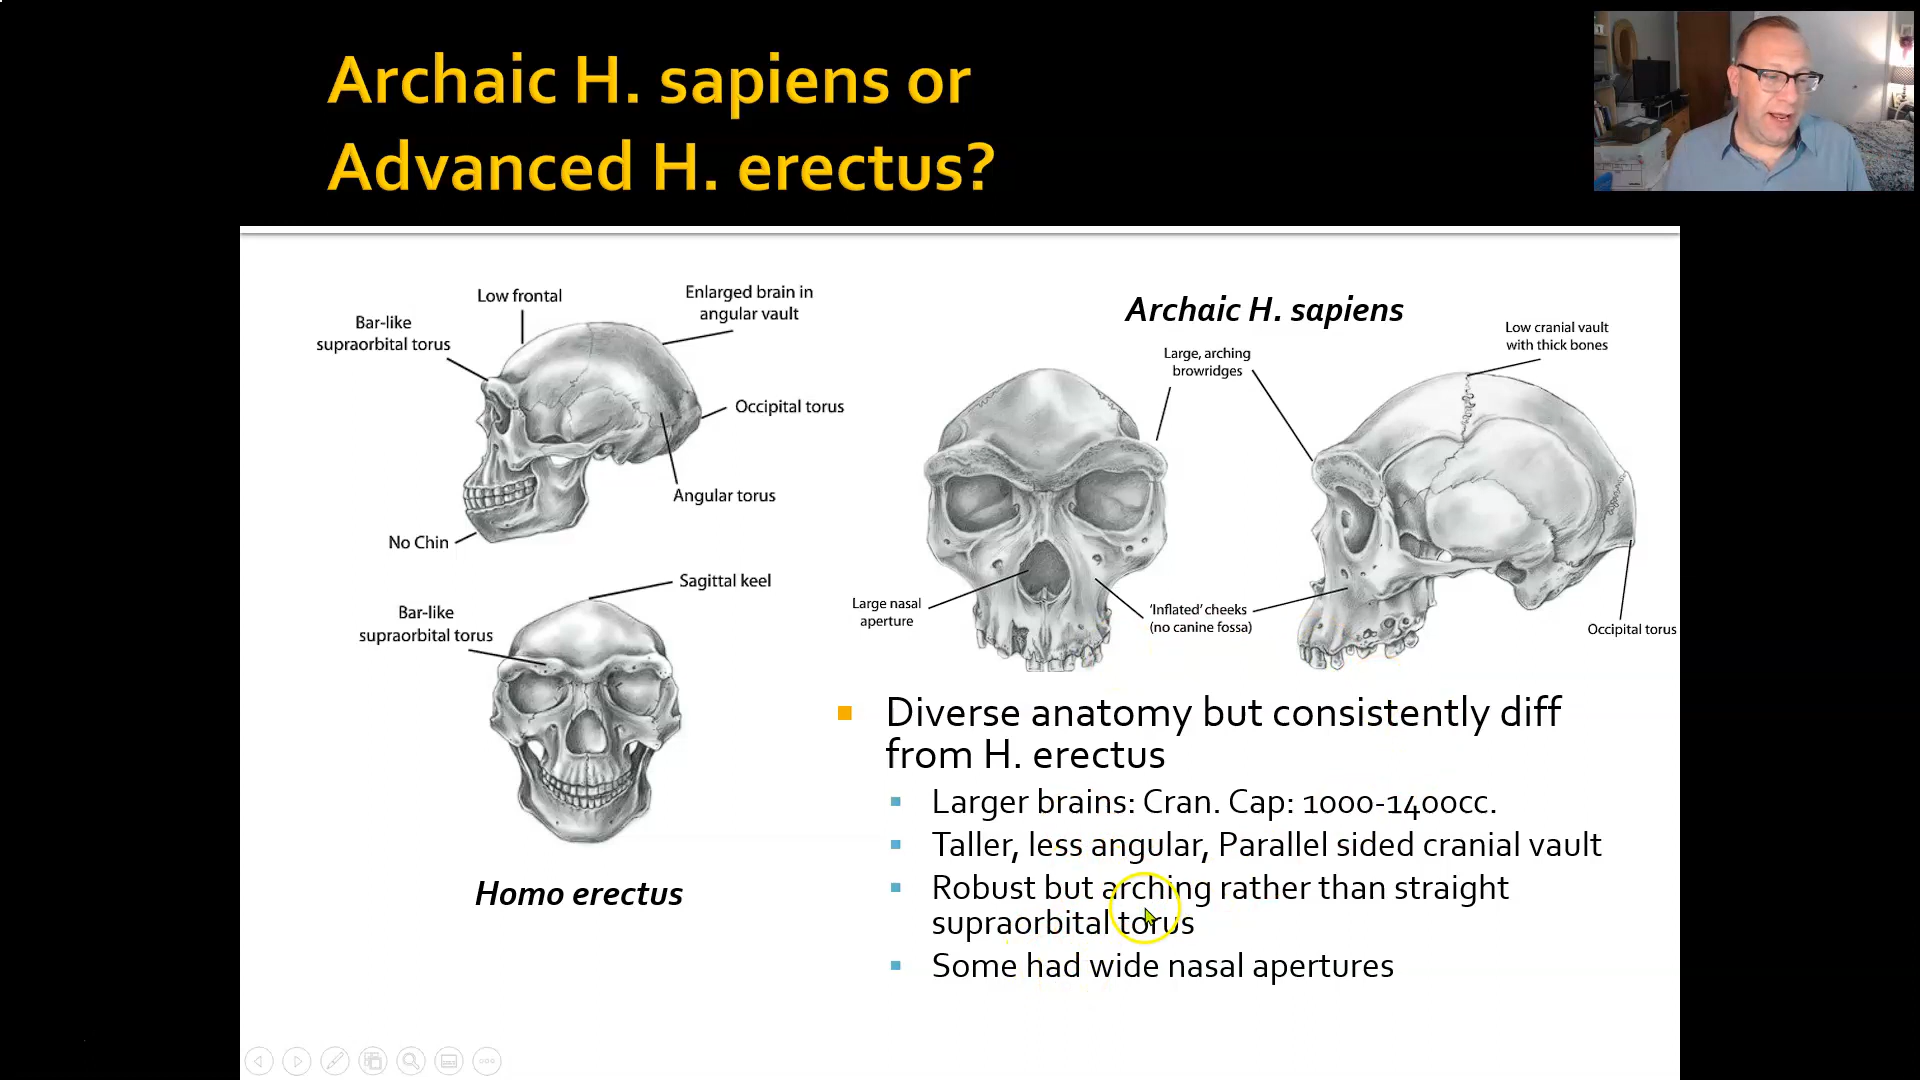 Archaic H. sapiens or
Advanced H. erectus?
Low frontal
Enlarged brain in
angular vault
Bar-like
supraorbital torus
Occipital torus
Angular torus
No Chin
Sagittal keel
Bar-like
supraorbital torus
Homo erectus
Archaic H. sapiens
Low cranial vault
with thick bones
Large, arching
browridges
Large nasal
aperture
'Inflated' cheeks
(no canine fossa)
Occipital torus
Diverse anatomy but consistently diff
from H. erectus
Larger brains: Cran. Cap: 1000-1400cc.
Taller, less angular, Parallel sided cranial vault
Robust but arching rather than straight
supraorbital torus
Some had wide nasal apertures